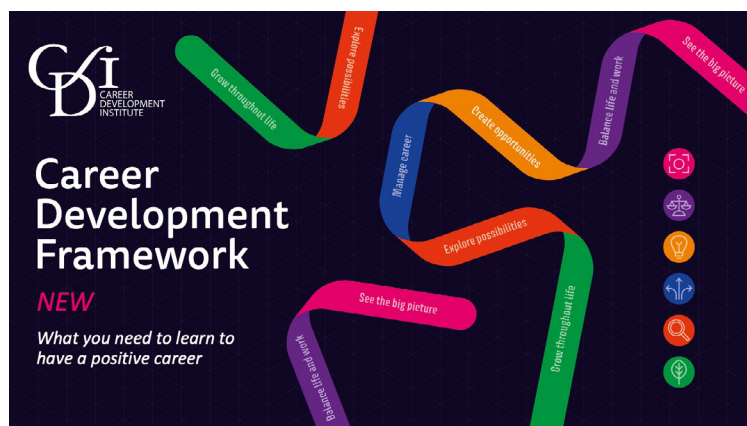 CDI
CAREER
DEVELOPMENT
INSTITUTE
Career
Development
Framework
NEW
What you need to learn to
have a positive career
Grow throughout life
Explore possibilities
Manage career
Create opportunities
Balance life and work
See the big picture
Explore possibilities
Grow throughout life
See the big picture
Balance life and work